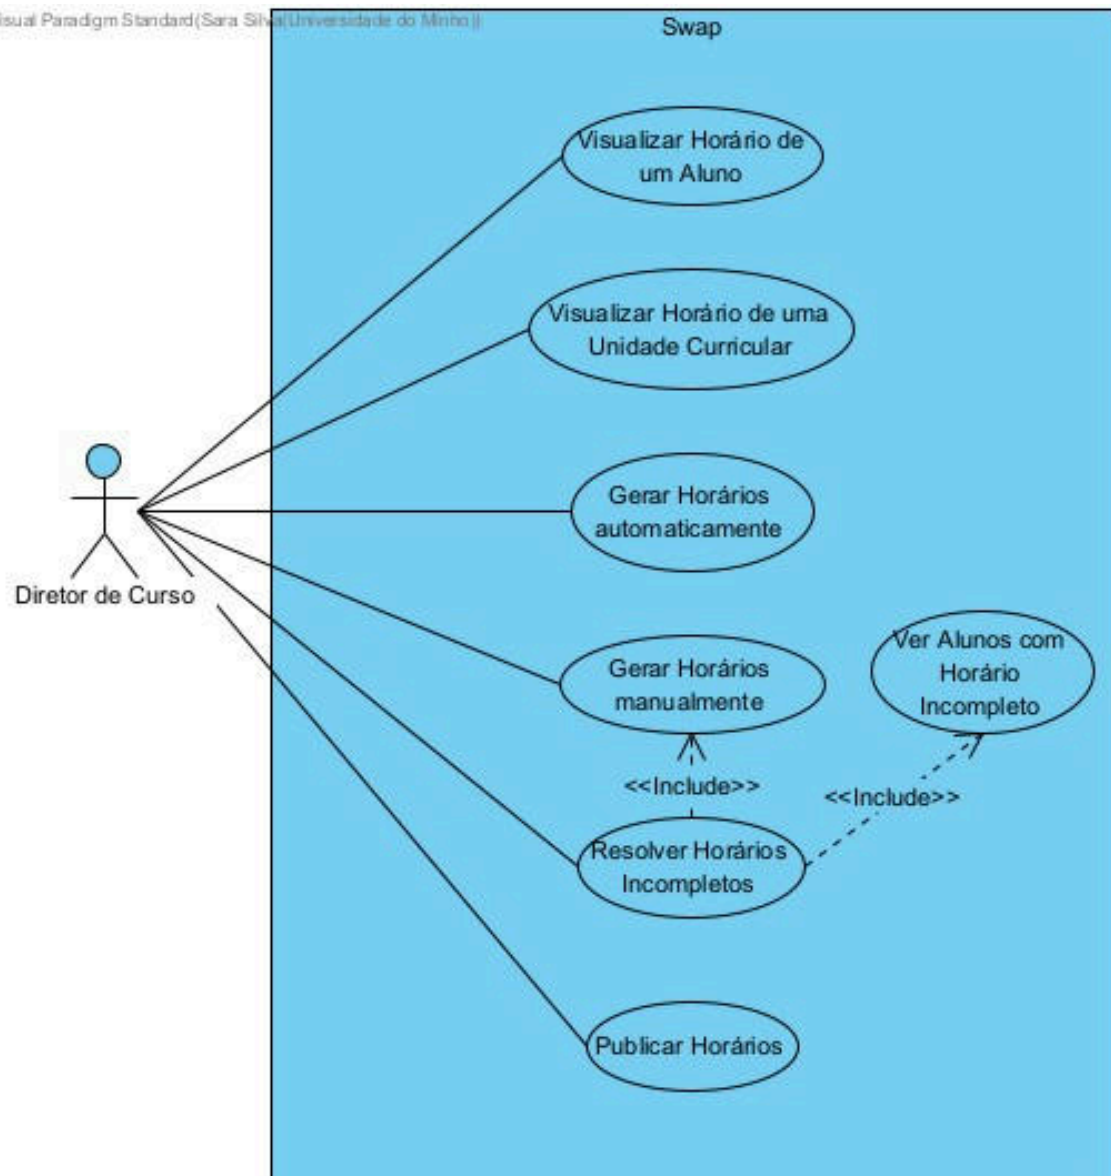 isual Paradigm Standard(Sara Silva(Universidade do Minho))
Swap
Visualizar Horário de
um Aluno
Visualizar Horário de uma
Unidade Curricular
Gerar Horários
automaticamente
Diretor de Curso
Gerar Horários
manualmente
Ver Alunos com
Horário
Incompleto
<<Include>>
<<Include>>
Resolver Horários
Incompletos
Publicar Horários